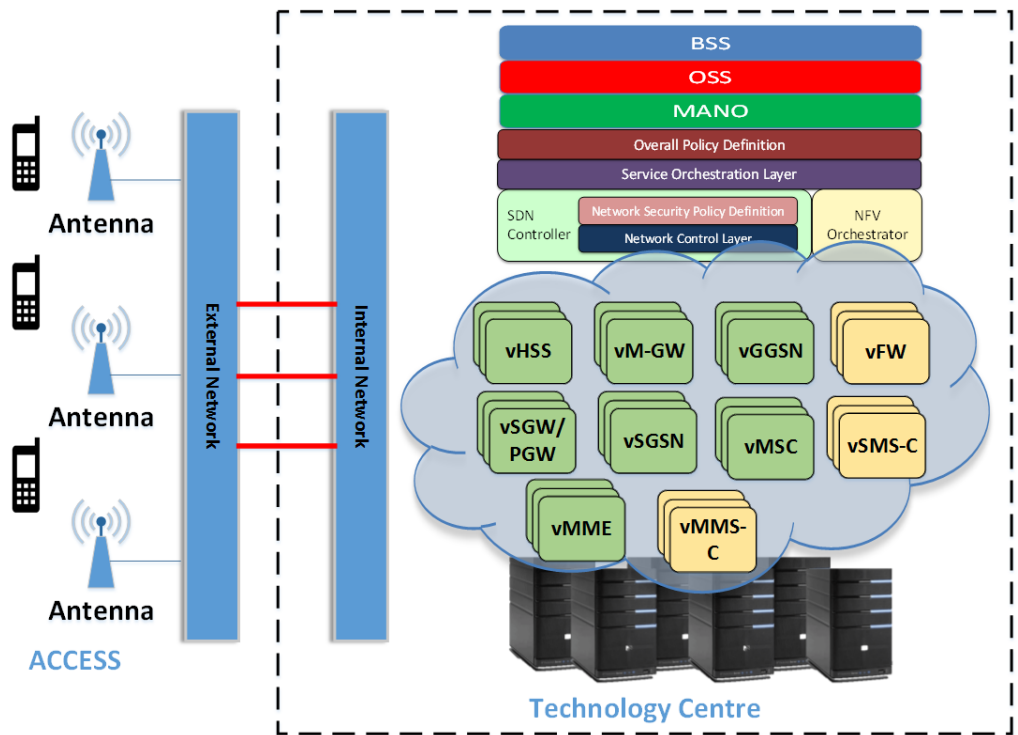 BSS
OSS
MANO
Overall Policy Definition
Service Orchestration Layer
SDN
Controller
Network Security Policy Definition
Network Control Layer
NFV
Orchestrator
Antenna
Antenna
Antenna
ACCESS
External Network
Internal Network
vHSS
vM-GW
vGGSN
vFW
vSGW/
PGW
vSGSN
vMSC
vSMS-C
vMME
vMMS-
C
Technology Centre